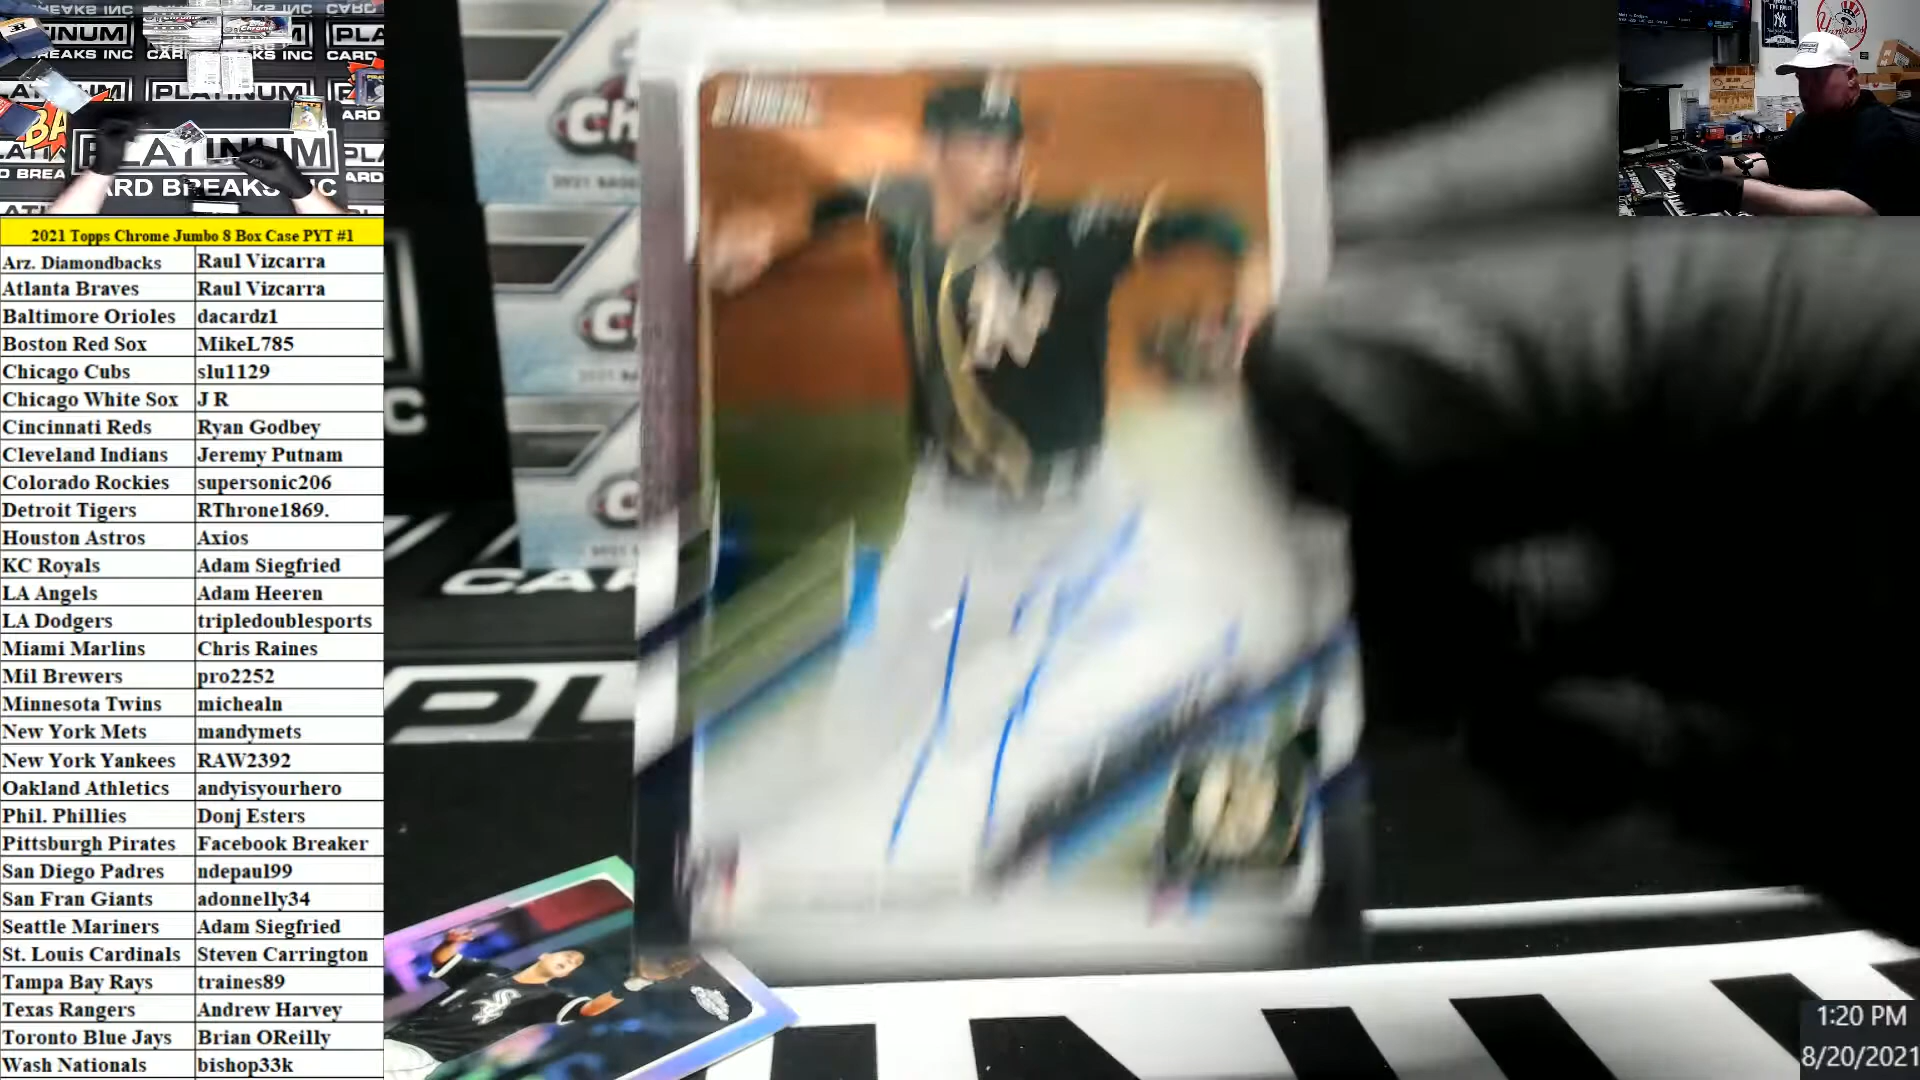 2021 Topps Chrome Jumbo 8 Box Case PYT #1
Arz. Diamondbacks Raul Vizcarra
Atlanta Braves Raul Vizcarra
Baltimore Orioles dacardz1
Boston Red Sox MikeL785
Chicago Cubs slu1129
Chicago White Sox J R
Cincinnati Reds Ryan Godbey
Cleveland Indians Jeremy Putnam
Colorado Rockies supersonic206
Detroit Tigers RThrone1869.
Houston Astros Axios
KC Royals Adam Siegfried
LA Angels Adam Heeren
LA Dodgers tripledoublesports
Miami Marlins Chris Raines
Mil Brewers pro2252
Minnesota Twins michealn
New York Mets mandymets
New York Yankees RAW2392
Oakland Athletics andyisyourhero
Phil. Phillies Donj Esters
Pittsburgh Pirates Facebook Breaker
San Diego Padres ndepaul99
San Fran Giants adonnelly34
Seattle Mariners Adam Siegfried
St. Louis Cardinals Steven Carrington
Tampa Bay Rays traines89
Texas Rangers Andrew Harvey
Toronto Blue Jays Brian OReilly
Wash Nationals bishop33k
PLATINUM
ARD BREAKS INC
1:20 PM
8/20/2021